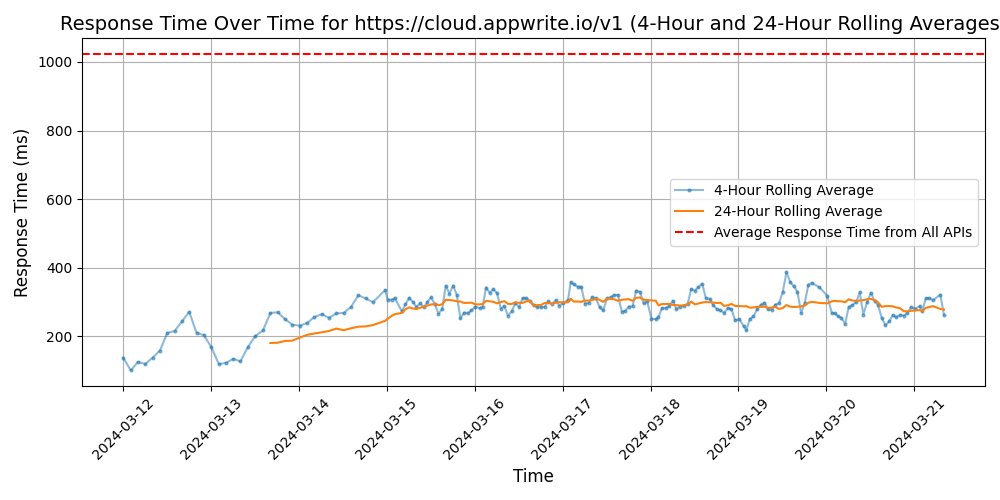 Response Time Over Time for https://cloud.appwrite.io/v1 (4-Hour and 24-Hour Rolling Averages
Response Time (ms)
1000
800
600
400
200
4-Hour Rolling Average
24-Hour Rolling Average
Average Response Time from All APIs
2024-03-12
2024-03-13
2024-03-14
2024-03-15
2024-03-16
2024-03-17
2024-03-18
2024-03-19
2024-03-20
2024-03-21
Time